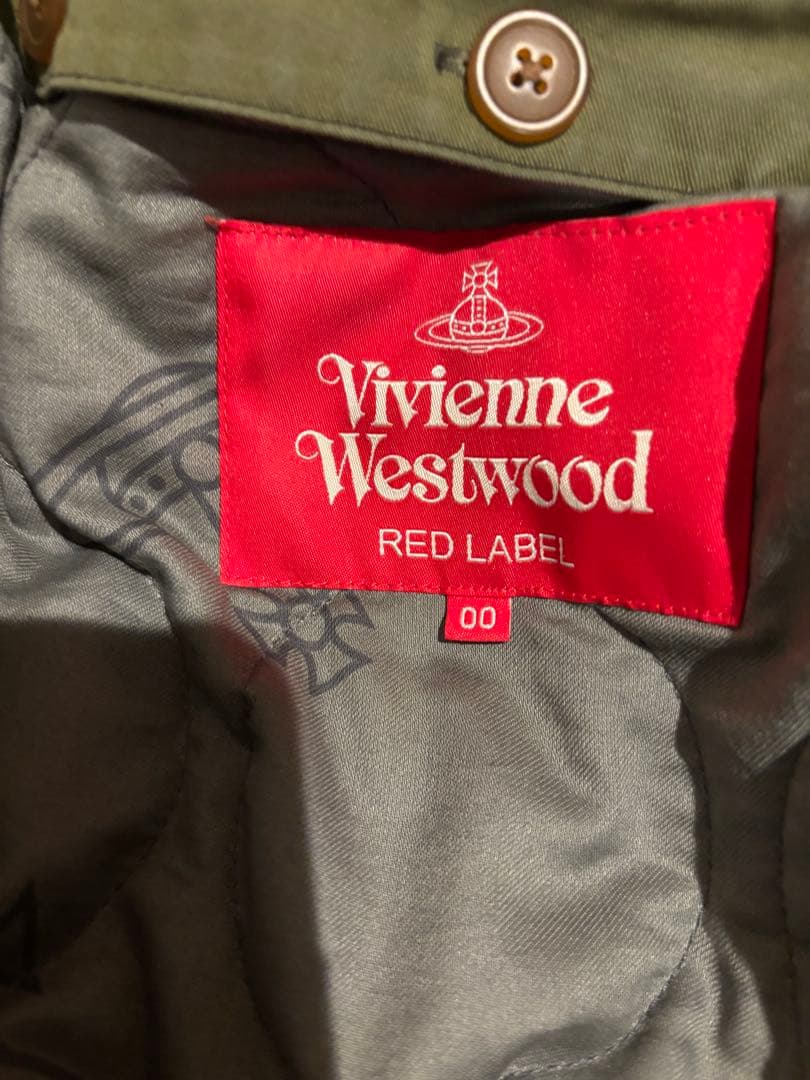 Vivienne
Westwood
RED LABEL
00